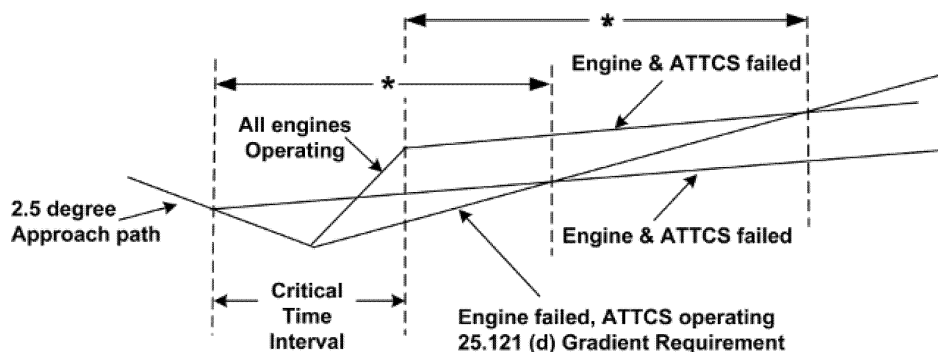 *
*
Engine & ATTCS failed
All engines
Operating
2.5 degree
Approach path
Engine & ATTCS failed
Critical
Time
Interval
Engine failed, ATTCS operating
25.121 (d) Gradient Requirement